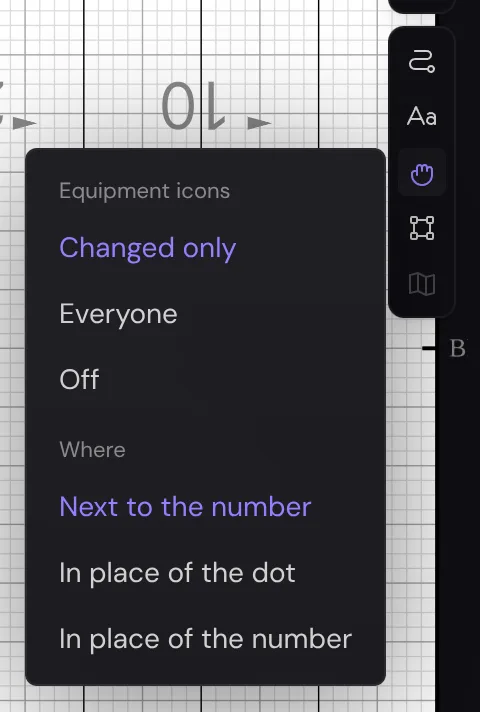 10
Aa
Equipment icons
Changed only
Everyone
Off
Where
Next to the number
In place of the dot
In place of the number
B